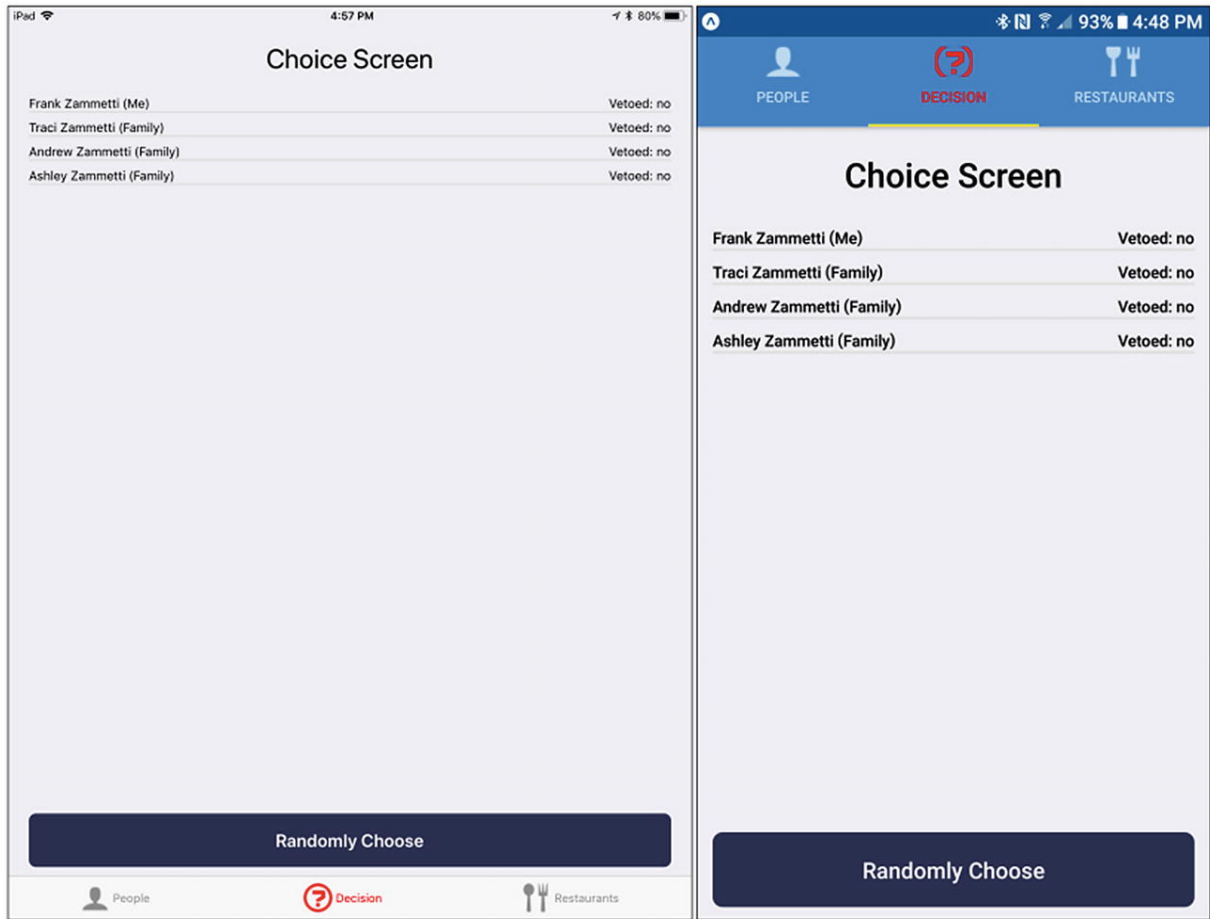 iPad 4:57 PM 80%
Choice Screen
Frank Zammetti (Me) Vetoed: no
Traci Zammetti (Family) Vetoed: no
Andrew Zammetti (Family) Vetoed: no
Ashley Zammetti (Family) Vetoed: no
Randomly Choose
People Decision Restaurants
93% 4:48 PM
PEOPLE DECISION RESTAURANTS
Choice Screen
Frank Zammetti (Me) Vetoed: no
Traci Zammetti (Family) Vetoed: no
Andrew Zammetti (Family) Vetoed: no
Ashley Zammetti (Family) Vetoed: no
Randomly Choose